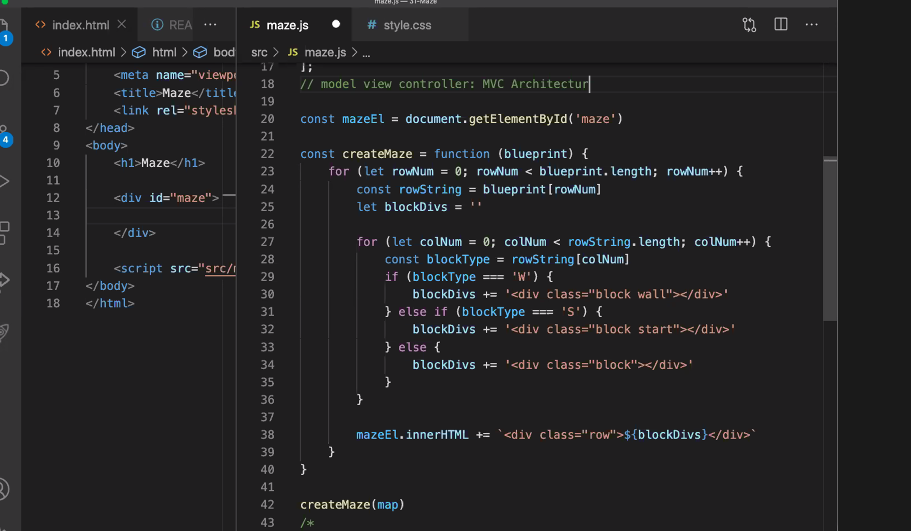 maze.js — 31-Maze
<> index.html × ⓘ REA ···
JS maze.js ● # style.css ···
<> index.html > html > bod
src > JS maze.js > ...
1
4
5 <meta name="viewpo
6 <title>Maze</titl
7 <link rel="styles
8 </head>
9 <body>
10 <h1>Maze</h1>
11
12 <div id="maze">
13
14 </div>
15
16 <script src="src/
17 </body>
18 </html>
17 ];
18 // model view controller: MVC Architectur
19
20 const mazeEl = document.getElementById('maze')
21
22 const createMaze = function (blueprint) {
23 for (let rowNum = 0; rowNum < blueprint.length; rowNum++) {
24 const rowString = blueprint[rowNum]
25 let blockDivs = ''
26
27 for (let colNum = 0; colNum < rowString.length; colNum++) {
28 const blockType = rowString[colNum]
29 if (blockType === 'W') {
30 blockDivs += '<div class="block wall"></div>'
31 } else if (blockType === 'S') {
32 blockDivs += '<div class="block start"></div>'
33 } else {
34 blockDivs += '<div class="block"></div>'
35 }
36 }
37
38 mazeEl.innerHTML += `<div class="row">${blockDivs}</div>`
39 }
40 }
41
42 createMaze(map)
43 /*